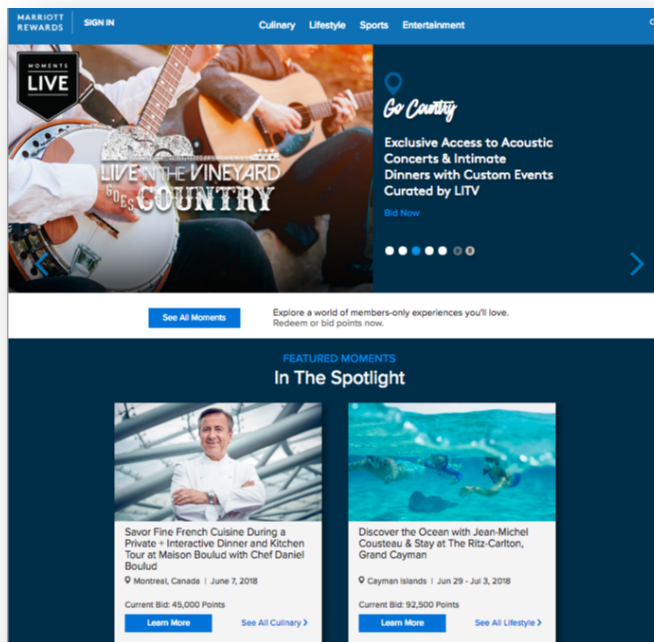 MARRIOTT
REWARDS
SIGN IN
Culinary Lifestyle Sports Entertainment
MOMENTS
LIVE
LIVE IN THE VINEYARD
GOES COUNTRY
Go Country
Exclusive Access to Acoustic
Concerts & Intimate
Dinners with Custom Events
Curated by LITV
Bid Now
See All Moments
Explore a world of members-only experiences you'll love.
Redeem or bid points now.
FEATURED MOMENTS
In The Spotlight
Savor Fine French Cuisine During a
Private + Interactive Dinner and Kitchen
Tour at Maison Boulud with Chef Daniel
Boulud
Montreal, Canada | June 7, 2018
Current Bid: 45,000 Points
Learn More
See All Culinary >
Discover the Ocean with Jean-Michel
Cousteau & Stay at The Ritz-Carlton,
Grand Cayman
Cayman Islands | Jun 29 - Jul 3, 2018
Current Bid: 92,500 Points
Learn More
See All Lifestyle >